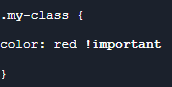 .my-class {
color: red !important
}